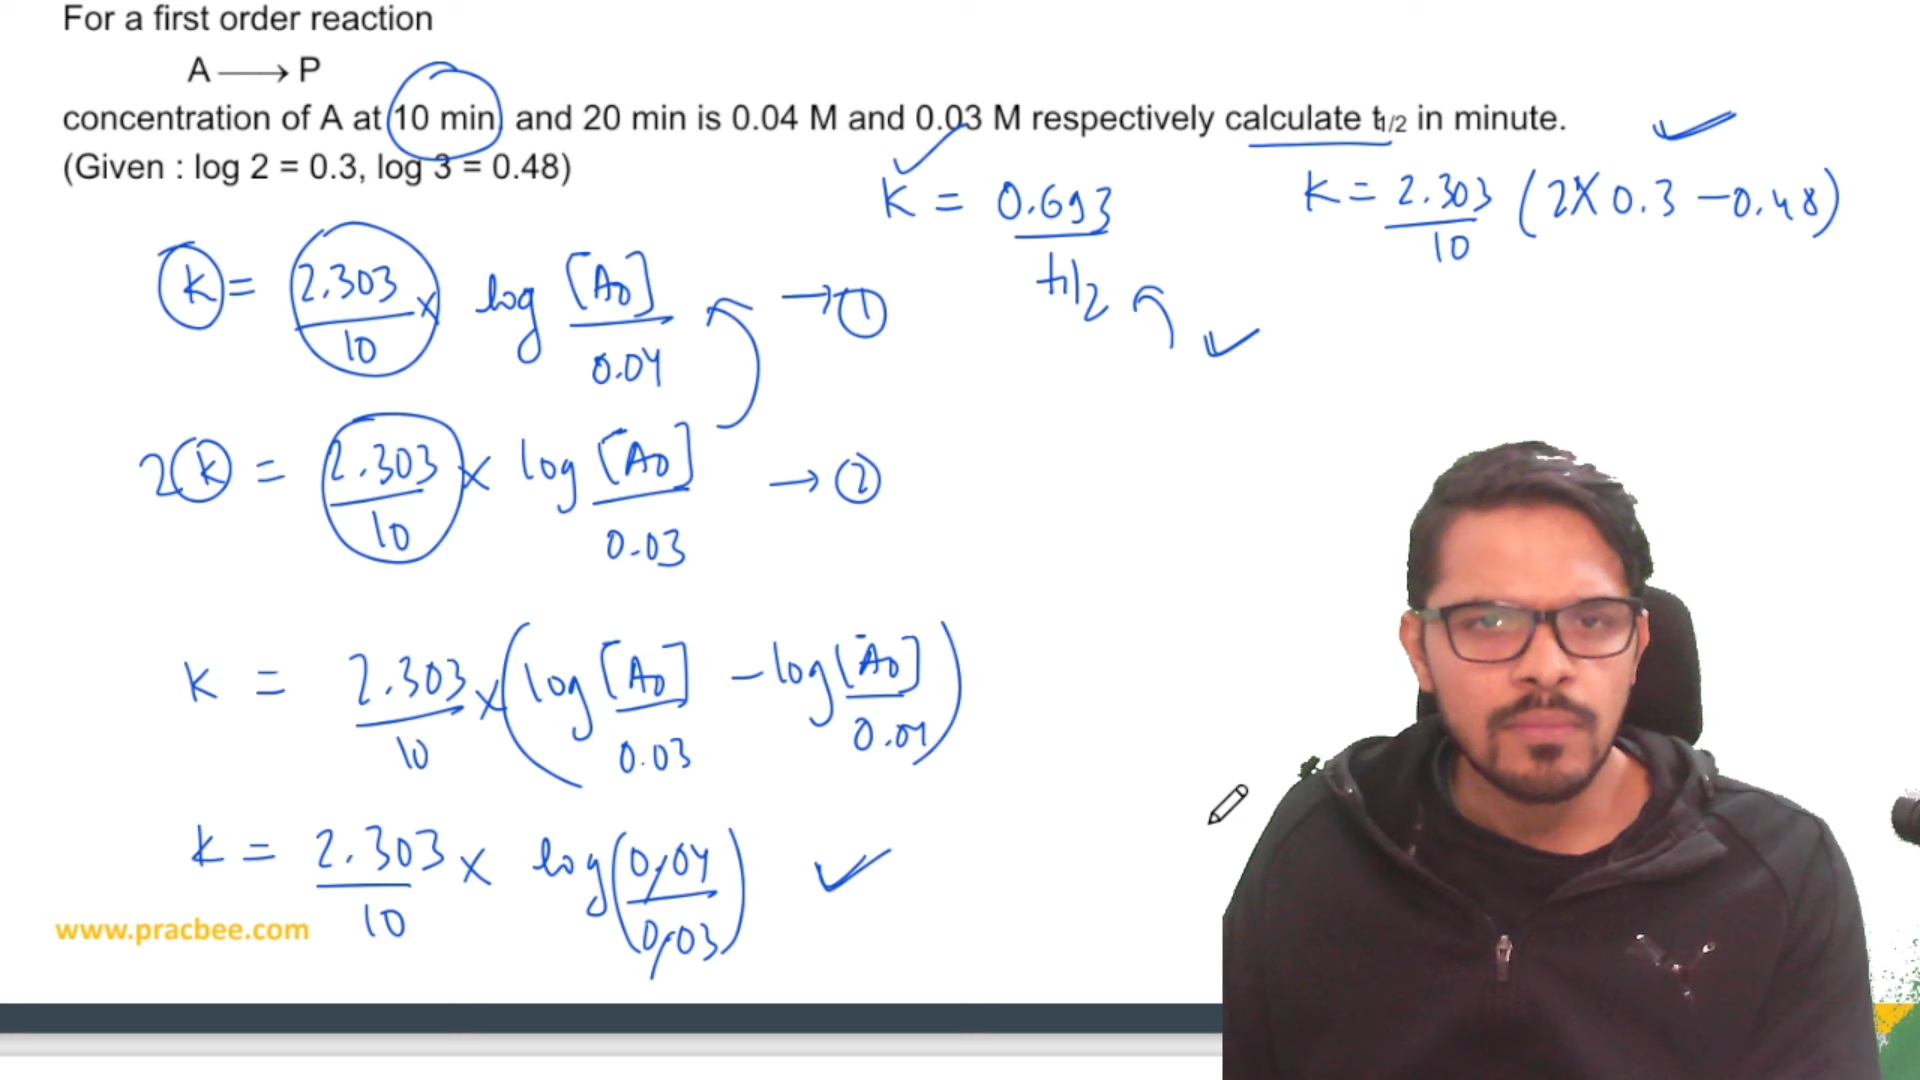 For a first order reaction
A ⟶ P
concentration of A at 10 min and 20 min is 0.04 M and 0.03 M respectively calculate t1/2 in minute.
(Given : log 2 = 0.3, log 3 = 0.48)
K = 0.693 / t1/2
K = 2.303 / 10 (2 X 0.3 - 0.48)
k = 2.303 / 10 x log [A0] / 0.04 → 1
2k = 2.303 / 10 x log [A0] / 0.03 → 2
k = 2.303 / 10 x (log [A0] / 0.03 - log [A0] / 0.04)
k = 2.303 / 10 x log (0.04 / 0.03)
www.pracbee.com